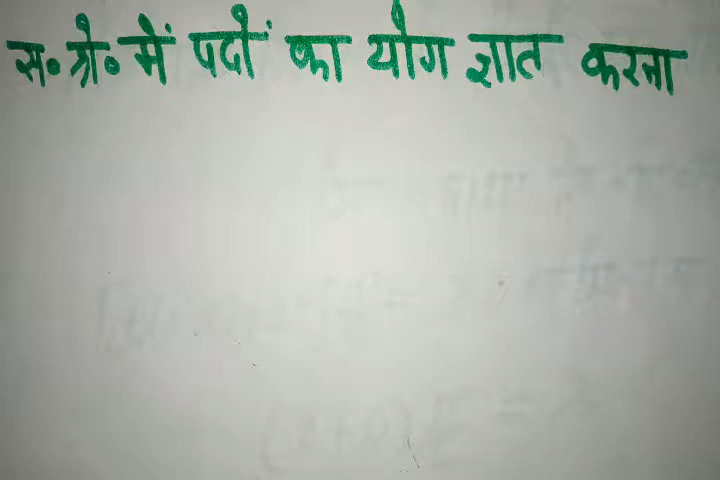 स॰ श्रे॰ में पदों का योग ज्ञात करना